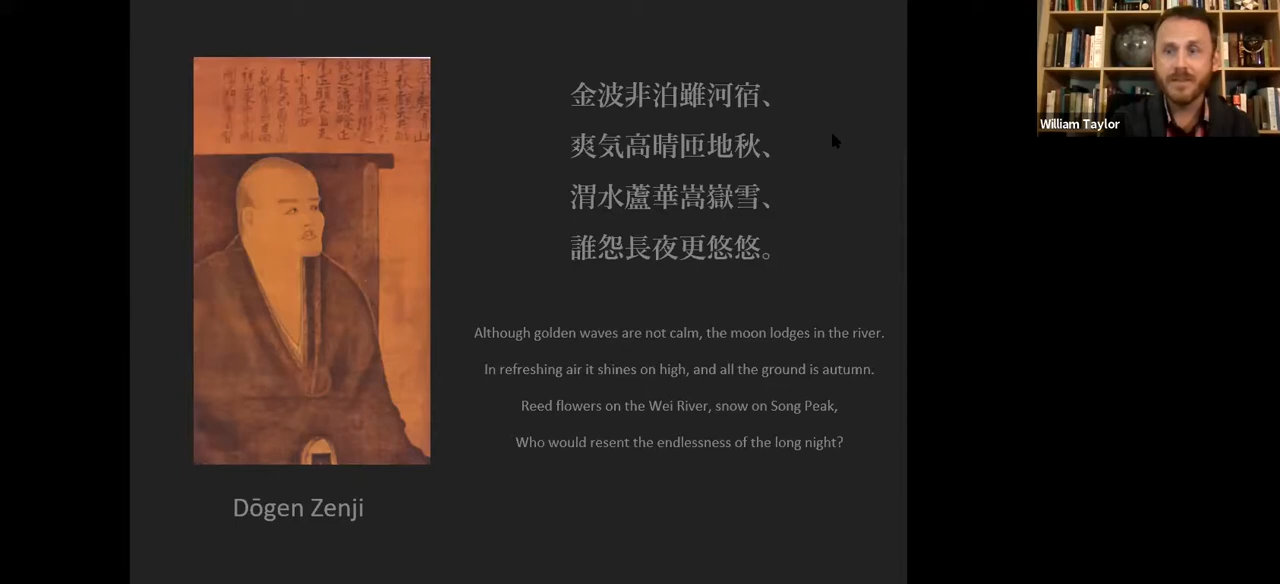 金波非泊雖河宿、
爽気高晴匝地秋、
渭水蘆華嵩嶽雪、
誰怨長夜更悠悠。
Although golden waves are not calm, the moon lodges in the river.
In refreshing air it shines on high, and all the ground is autumn.
Reed flowers on the Wei River, snow on Song Peak,
Who would resent the endlessness of the long night?
Dōgen Zenji
William Taylor